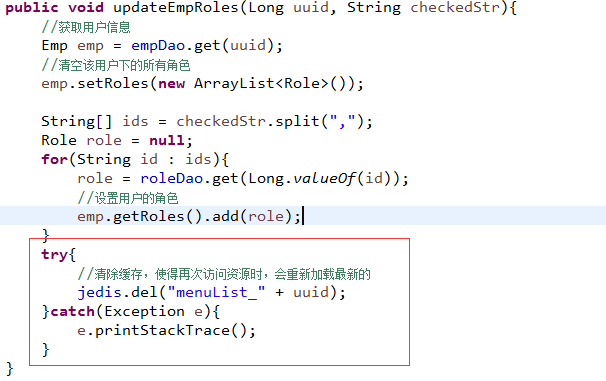 public void updateEmpRoles(Long uuid, String checkedStr){
//获取用户信息
Emp emp = empDao.get(uuid);
//清空该用户下的所有角色
emp.setRoles(new ArrayList<Role>());
String[] ids = checkedStr.split(",");
Role role = null;
for(String id : ids){
role = roleDao.get(Long.valueOf(id));
//设置用户的角色
emp.getRoles().add(role);
}
try{
//清除缓存，使得再次访问资源时，会重新加载最新的
jedis.del("menuList_" + uuid);
}catch(Exception e){
e.printStackTrace();
}
}